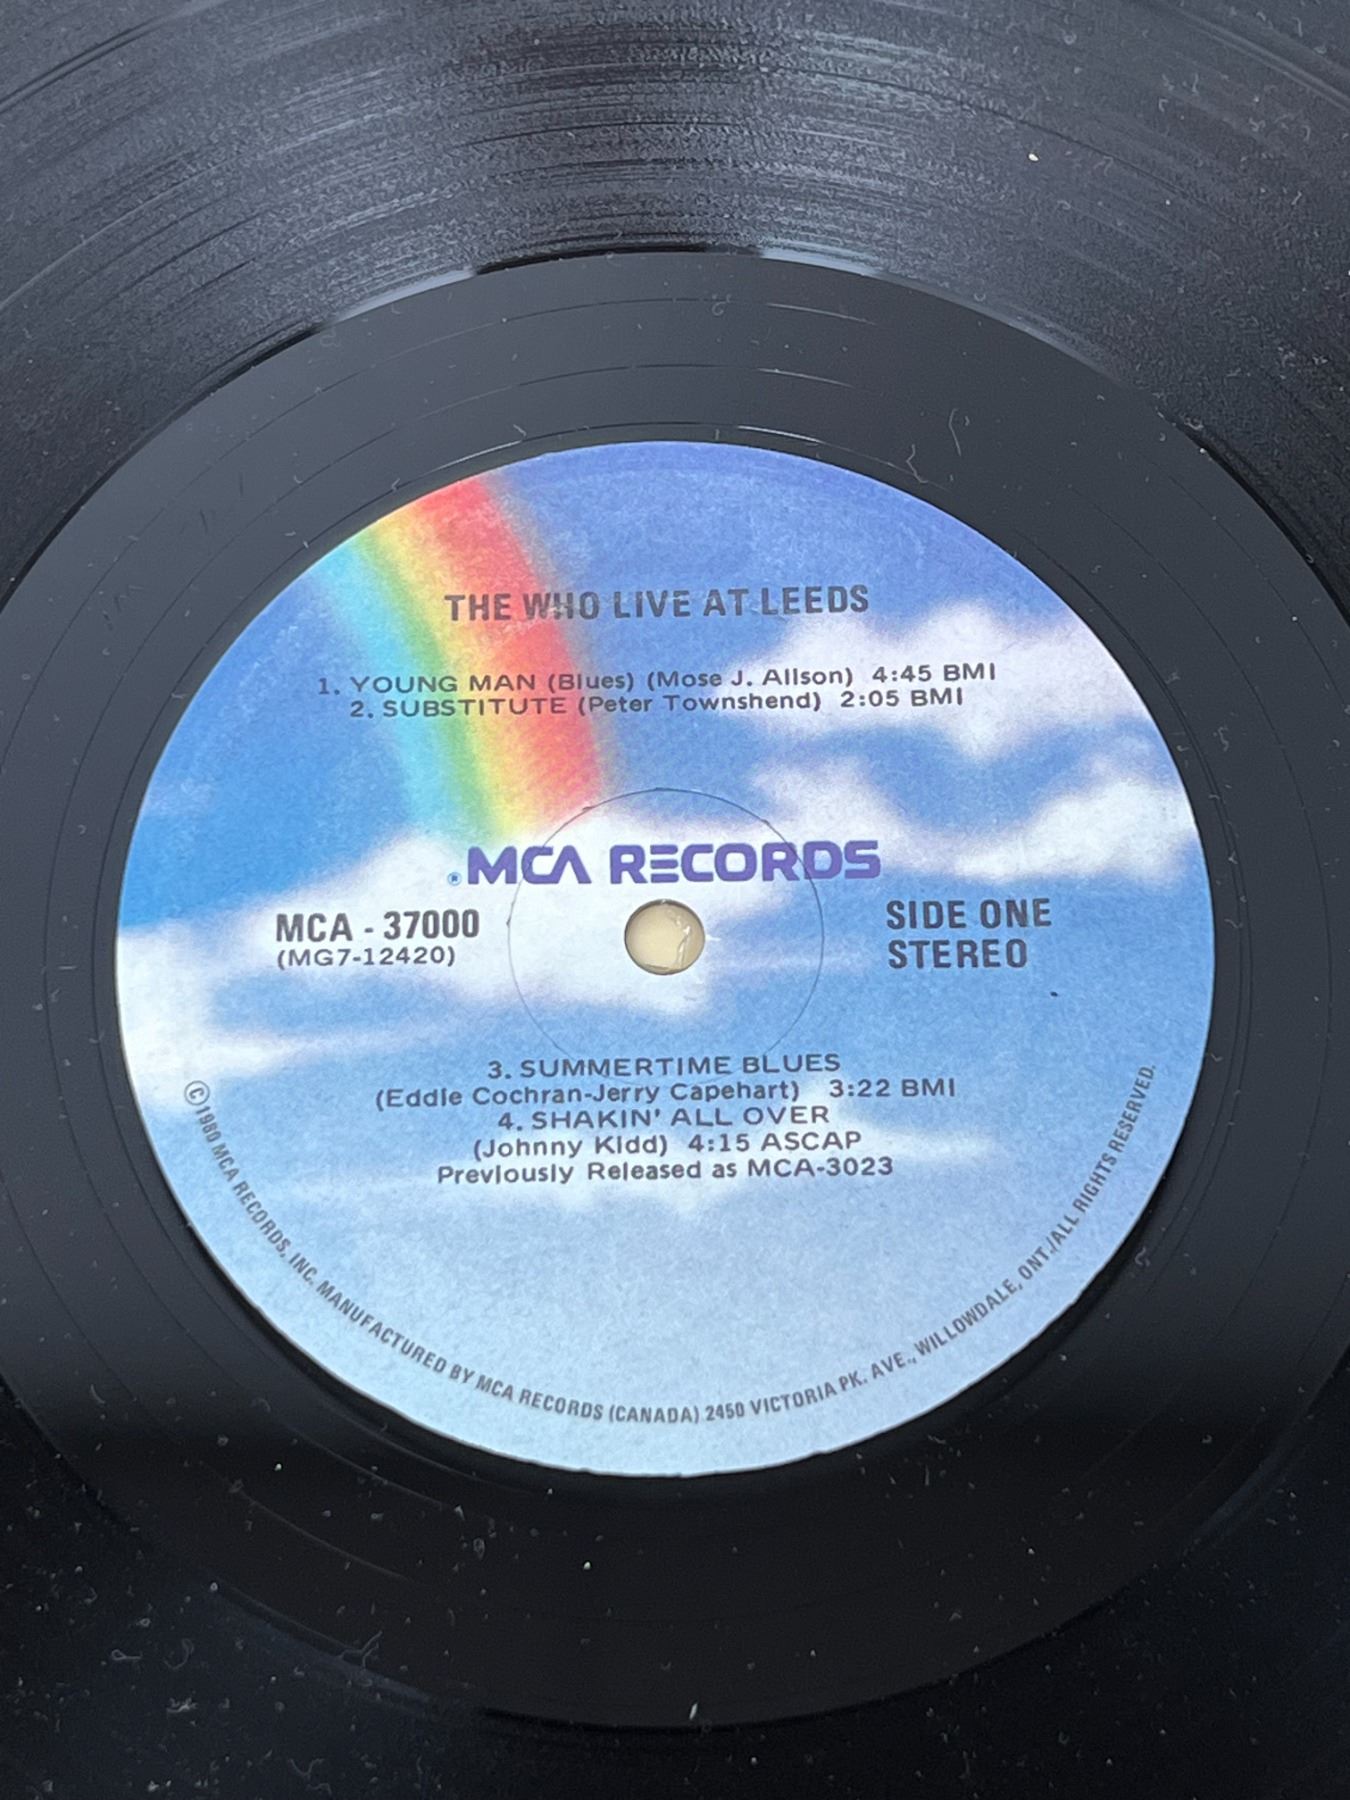 THE WHO LIVE AT LEEDS
1. YOUNG MAN (Blues) (Mose J. Allson) 4:45 BMI
2. SUBSTITUTE (Peter Townshend) 2:05 BMI
®MCA RECORDS
MCA - 37000
(MG7-12420)
SIDE ONE
STEREO
3. SUMMERTIME BLUES
(Eddie Cochran-Jerry Capehart) 3:22 BMI
4. SHAKIN' ALL OVER
(Johnny Kidd) 4:15 ASCAP
Previously Released as MCA-3023
©1980 MCA RECORDS, INC. MANUFACTURED BY MCA RECORDS (CANADA) 2450 VICTORIA PK. AVE., WILLOWDALE, ONT./ALL RIGHTS RESERVED.